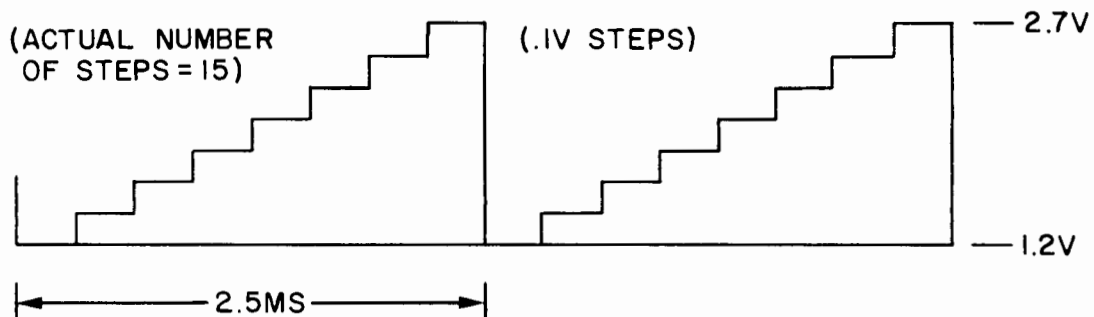 (ACTUAL NUMBER
OF STEPS = 15)
(.1V STEPS)
2.7V
1.2V
2.5MS